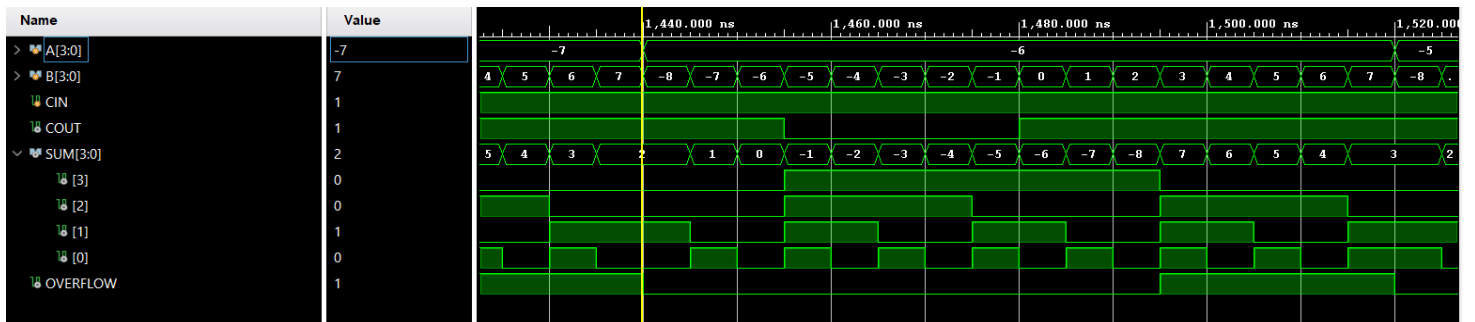 Name Value 1,440.000 ns 1,460.000 ns 1,480.000 ns 1,500.000 ns 1,520.00
A[3:0] -7 -7 -6 -5
B[3:0] 7 4 5 6 7 -8 -7 -6 -5 -4 -3 -2 -1 0 1 2 3 4 5 6 7 -8 .
CIN 1
COUT 1
SUM[3:0] 2 5 4 3 2 1 0 -1 -2 -3 -4 -5 -6 -7 -8 7 6 5 4 3 2
[3] 0
[2] 0
[1] 1
[0] 0
OVERFLOW 1